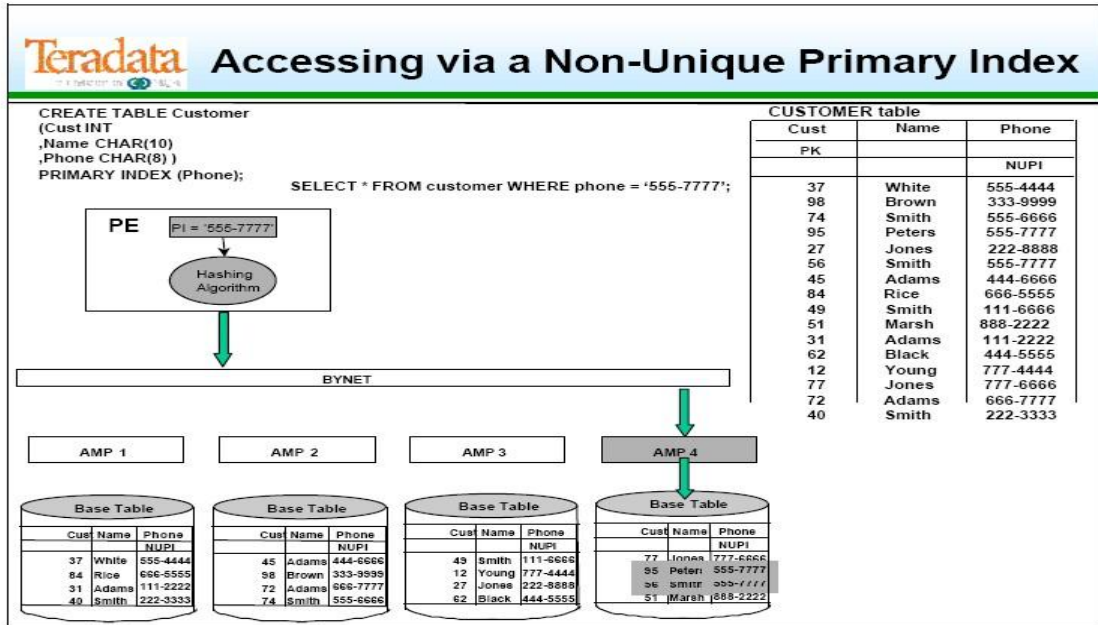 Teradata
Accessing via a Non-Unique Primary Index
CREATE TABLE Customer
(Cust INT
,Name CHAR(10)
,Phone CHAR(8) )
PRIMARY INDEX (Phone);
SELECT * FROM customer WHERE phone = ‘555-7777’;
CUSTOMER table
Cust Name Phone
PK
NUPI
37 White 555-4444
98 Brown 333-9999
74 Smith 555-6666
95 Peters 555-7777
27 Jones 222-8888
56 Smith 555-7777
45 Adams 444-6666
84 Rice 666-5555
49 Smith 111-6666
51 Marsh 888-2222
31 Adams 111-2222
62 Black 444-5555
12 Young 777-4444
77 Jones 777-6666
72 Adams 666-7777
40 Smith 222-3333
PE
PI = '555-7777'
Hashing
Algorithm
BYNET
AMP 1
AMP 2
AMP 3
AMP 4
Base Table
Cust Name Phone
NUPI
37 White 555-4444
84 Rice 666-5555
31 Adams 111-2222
40 Smith 222-3333
Base Table
Cust Name Phone
NUPI
45 Adams 444-6666
98 Brown 333-9999
72 Adams 666-7777
74 Smith 555-6666
Base Table
Cust Name Phone
NUPI
49 Smith 111-6666
12 Young 777-4444
27 Jones 222-8888
62 Black 444-5555
Base Table
Cust Name Phone
NUPI
77 Jones 777-6666
95 Peters 555-7777
56 Smith 555-7777
51 Marsh 888-2222